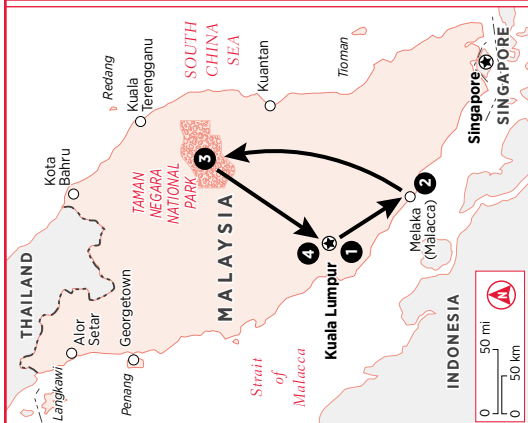 THAILAND
Langkawi
Alor
Setar
Kota
Bahru
Redang
Kuala
Terengganu
Penang
Georgetown
TAMAN
NEGARA
NATIONAL
PARK
SOUTH
CHINA
SEA
3
MALAYSIA
Kuantan
Tioman
Strait
of
Malacca
4
Kuala Lumpur
1
2
Melaka
(Malacca)
INDONESIA
Singapore
SINGAPORE
N
0 50 mi
0 50 km